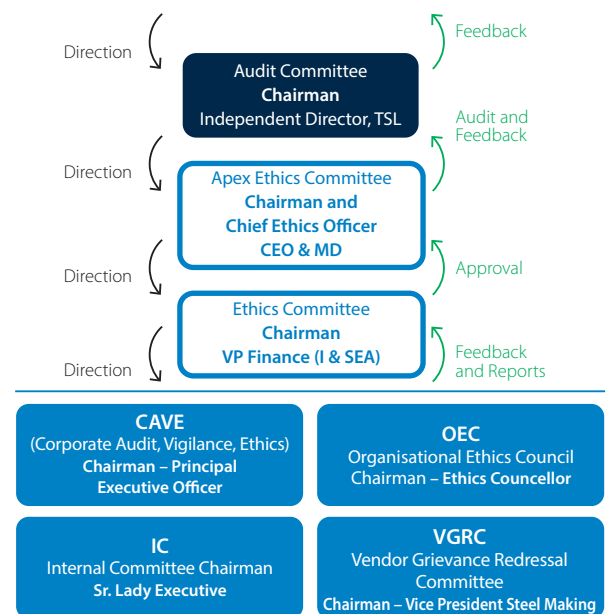 Direction
Feedback
Audit Committee
Chairman
Independent Director, TSL
Direction
Audit and
Feedback
Apex Ethics Committee
Chairman and
Chief Ethics Officer
CEO & MD
Direction
Approval
Ethics Committee
Chairman
VP Finance (I & SEA)
Direction
Feedback
and Reports
CAVE
(Corporate Audit, Vigilance, Ethics)
Chairman – Principal
Executive Officer
OEC
Organisational Ethics Council
Chairman – Ethics Councellor
IC
Internal Committee Chairman
Sr. Lady Executive
VGRC
Vendor Grievance Redressal
Committee
Chairman – Vice President Steel Making